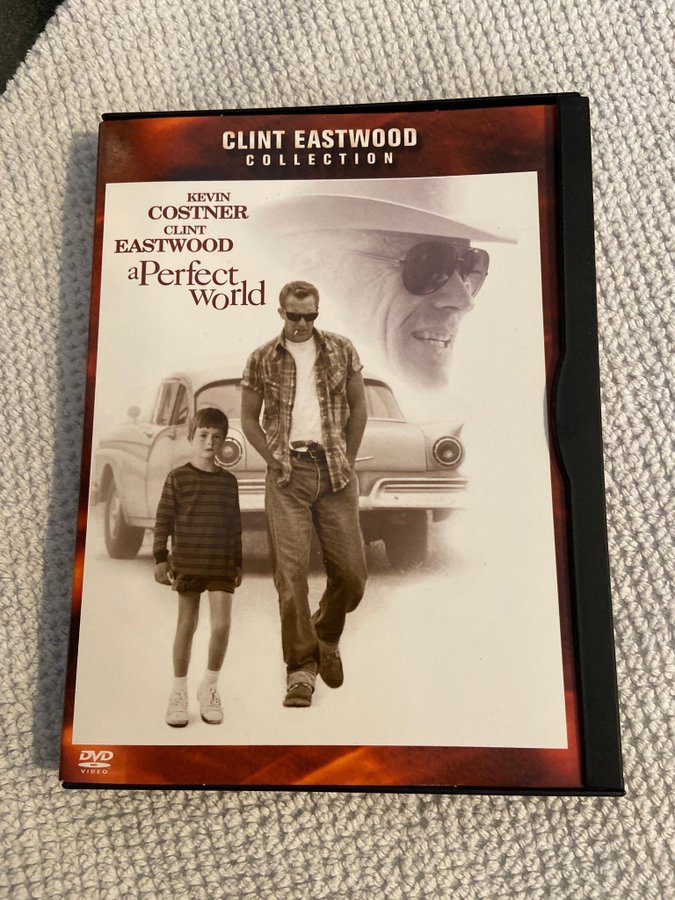 CLINT EASTWOOD
COLLECTION
KEVIN
COSTNER
CLINT
EASTWOOD
a Perfect
World
DVD
VIDEO